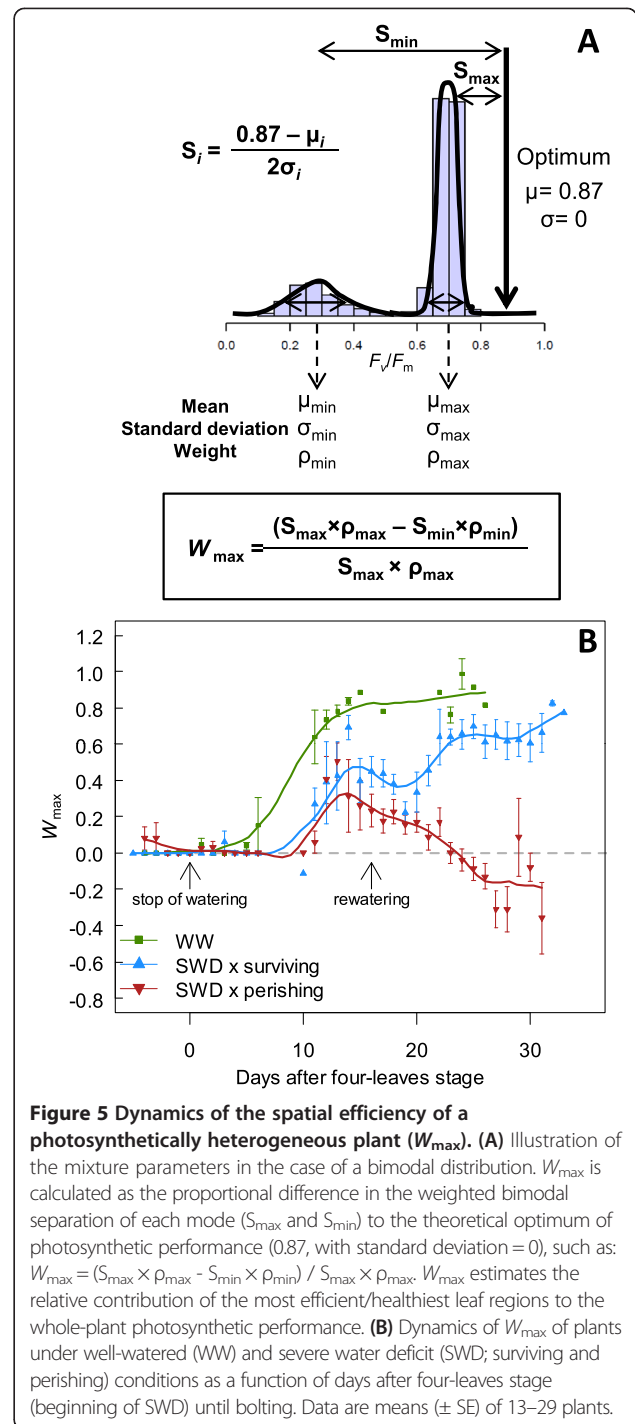 A
S_min
S_max
S_i = (0.87 – μ_i) / 2σ_i
Optimum
μ= 0.87
σ= 0
0.0 0.2 0.4 0.6 0.8 1.0
F_v/F_m
Mean μ_min μ_max
Standard deviation σ_min σ_max
Weight ρ_min ρ_max
W_max = (S_max×ρ_max – S_min×ρ_min) / S_max × ρ_max
B
1.2
1.0
0.8
0.6
0.4
0.2
0.0
-0.2
-0.4
-0.6
-0.8
W_max
stop of watering
rewatering
WW
SWD x surviving
SWD x perishing
0 10 20 30
Days after four-leaves stage
Figure 5 Dynamics of the spatial efficiency of a
photosynthetically heterogeneous plant (W_max). (A) Illustration of
the mixture parameters in the case of a bimodal distribution. W_max is
calculated as the proportional difference in the weighted bimodal
separation of each mode (S_max and S_min) to the theoretical optimum of
photosynthetic performance (0.87, with standard deviation = 0), such as:
W_max = (S_max × ρ_max - S_min × ρ_min) / S_max × ρ_max. W_max estimates the
relative contribution of the most efficient/healthiest leaf regions to the
whole-plant photosynthetic performance. (B) Dynamics of W_max of plants
under well-watered (WW) and severe water deficit (SWD; surviving and
perishing) conditions as a function of days after four-leaves stage
(beginning of SWD) until bolting. Data are means (± SE) of 13–29 plants.